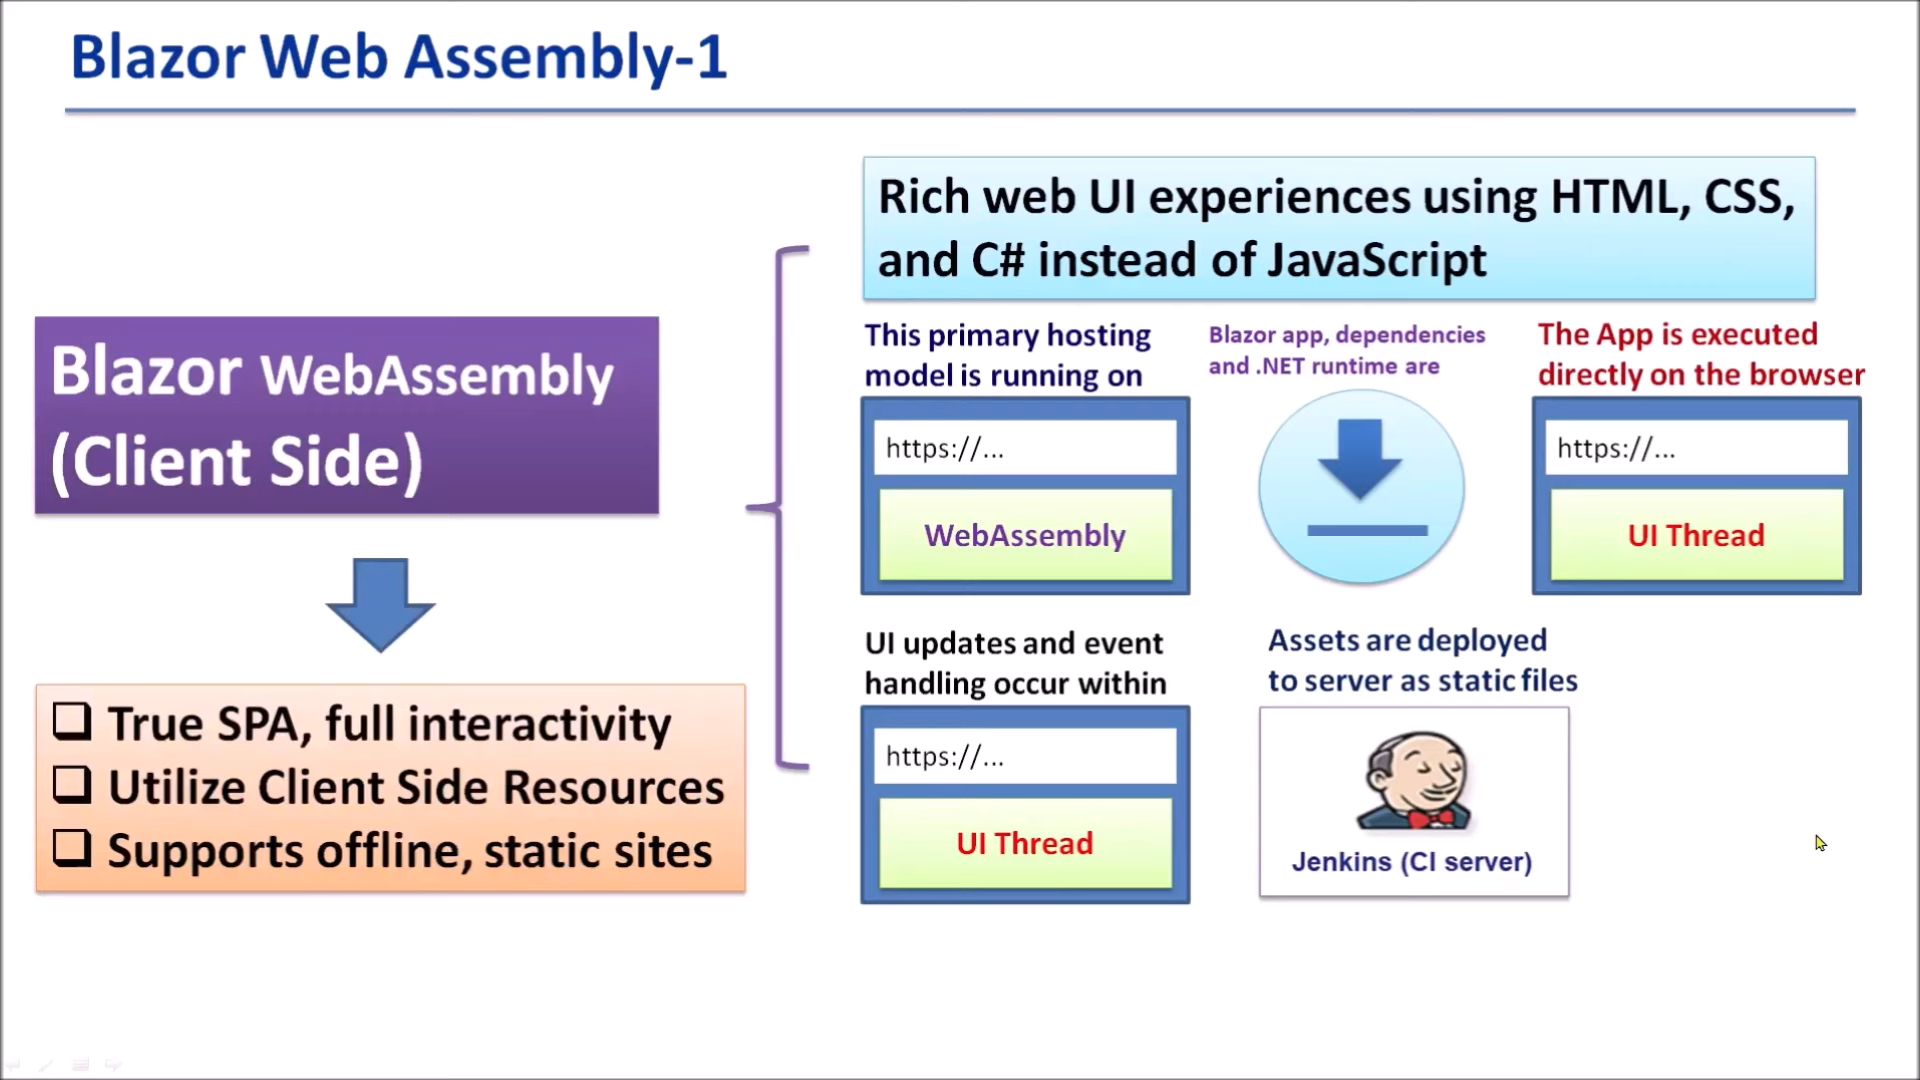 Blazor Web Assembly-1
Blazor WebAssembly
(Client Side)
True SPA, full interactivity
Utilize Client Side Resources
Supports offline, static sites
Rich web UI experiences using HTML, CSS,
and C# instead of JavaScript
This primary hosting
model is running on
https://...
WebAssembly
Blazor app, dependencies
and .NET runtime are
The App is executed
directly on the browser
https://...
UI Thread
UI updates and event
handling occur within
https://...
UI Thread
Assets are deployed
to server as static files
Jenkins (CI server)